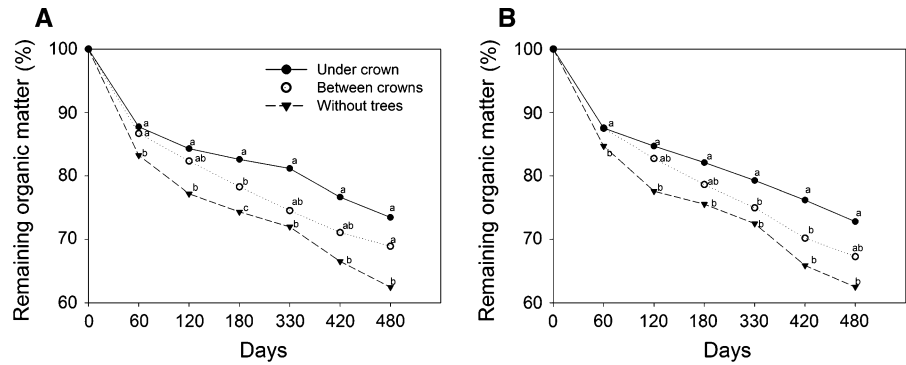 A
Remaining organic matter (%)
100
90
80
70
60
Under crown
Between crowns
Without trees
a
a
b
a
ab
b
a
b
c
a
ab
b
a
ab
b
a
a
b
0 60 120 180 330 420 480
Days
B
Remaining organic matter (%)
100
90
80
70
60
a
b
a
ab
b
a
ab
b
a
b
b
a
b
b
a
ab
b
0 60 120 180 330 420 480
Days